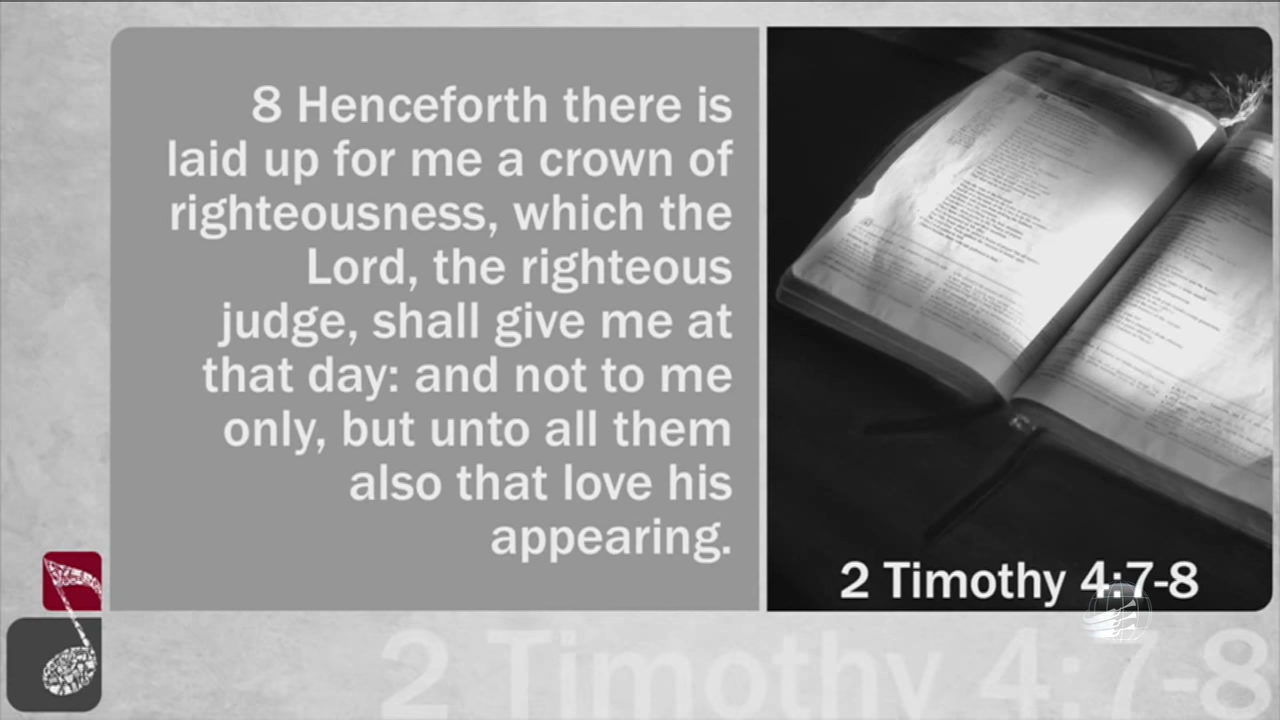 8 Henceforth there is
laid up for me a crown of
righteousness, which the
Lord, the righteous
judge, shall give me at
that day: and not to me
only, but unto all them
also that love his
appearing.
2 Timothy 4:7-8
2 Timothy 4:7-8